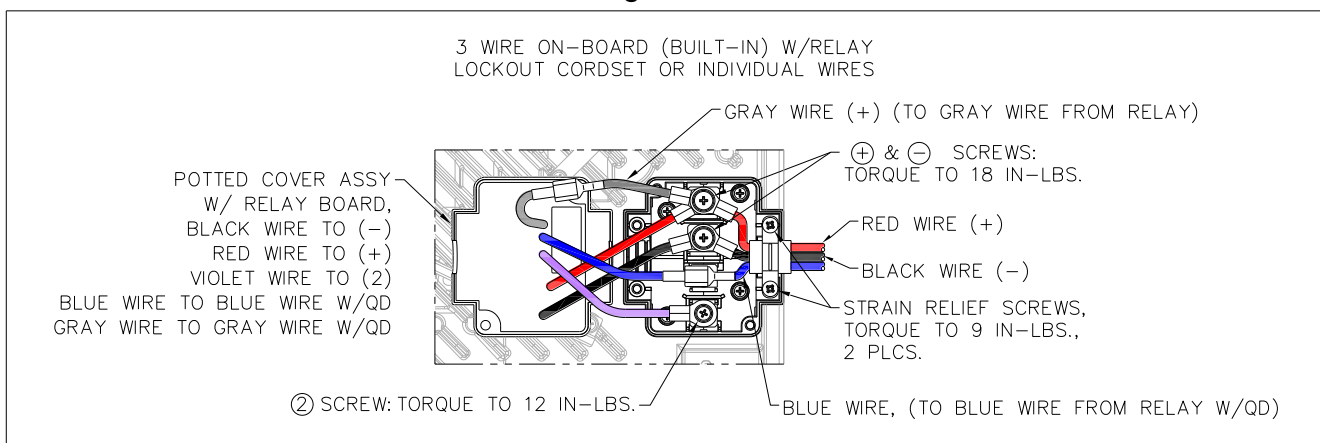 3 WIRE ON-BOARD (BUILT-IN) W/RELAY
LOCKOUT CORDSET OR INDIVIDUAL WIRES
GRAY WIRE (+) (TO GRAY WIRE FROM RELAY)
(+) & (-) SCREWS:
TORQUE TO 18 IN-LBS.
POTTED COVER ASSY
W/ RELAY BOARD,
BLACK WIRE TO (-)
RED WIRE TO (+)
VIOLET WIRE TO (2)
BLUE WIRE TO BLUE WIRE W/QD
GRAY WIRE TO GRAY WIRE W/QD
RED WIRE (+)
BLACK WIRE (-)
STRAIN RELIEF SCREWS,
TORQUE TO 9 IN-LBS.,
2 PLCS.
② SCREW: TORQUE TO 12 IN-LBS.
BLUE WIRE, (TO BLUE WIRE FROM RELAY W/QD)